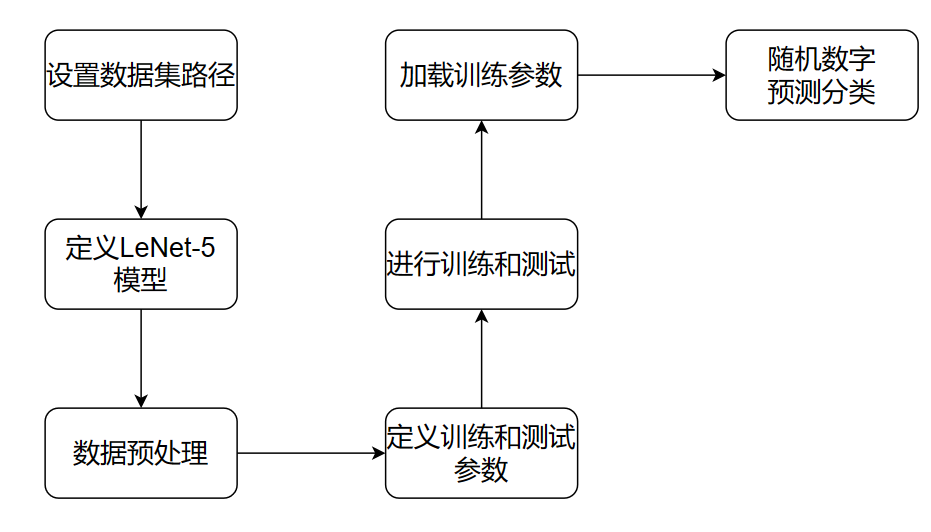 设置数据集路径
定义LeNet-5
模型
数据预处理
定义训练和测试
参数
进行训练和测试
加载训练参数
随机数字
预测分类